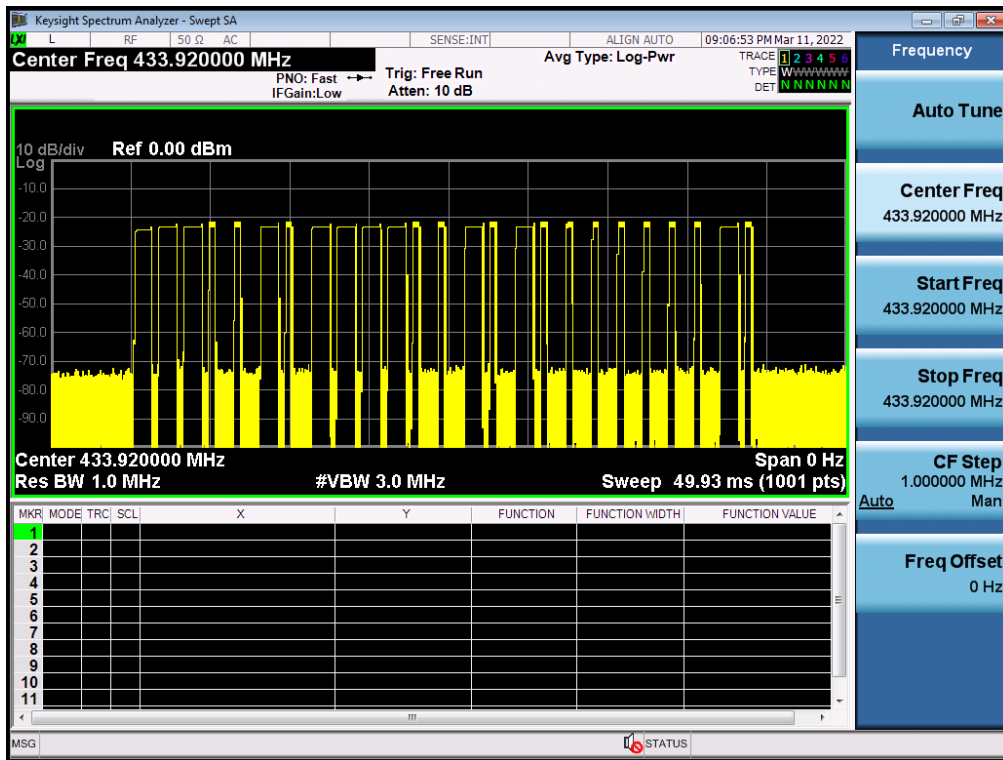 Keysight Spectrum Analyzer - Swept SA
LXI L RF 50 Ω AC SENSE:INT ALIGN AUTO 09:06:53 PM Mar 11, 2022
Center Freq 433.920000 MHz
PNO: Fast
IFGain:Low
Trig: Free Run
Atten: 10 dB
Avg Type: Log-Pwr
TRACE 1 2 3 4 5 6
TYPE WWWWWW
DET N N N N N N
10 dB/div Ref 0.00 dBm
Log
-10.0
-20.0
-30.0
-40.0
-50.0
-60.0
-70.0
-80.0
-90.0
Center 433.920000 MHz Span 0 Hz
Res BW 1.0 MHz #VBW 3.0 MHz Sweep 49.93 ms (1001 pts)
MKR MODE TRC SCL X Y FUNCTION FUNCTION WIDTH FUNCTION VALUE
1
2
3
4
5
6
7
8
9
10
11
MSG STATUS
Frequency
Auto Tune
Center Freq
433.920000 MHz
Start Freq
433.920000 MHz
Stop Freq
433.920000 MHz
CF Step
1.000000 MHz
Auto Man
Freq Offset
0 Hz